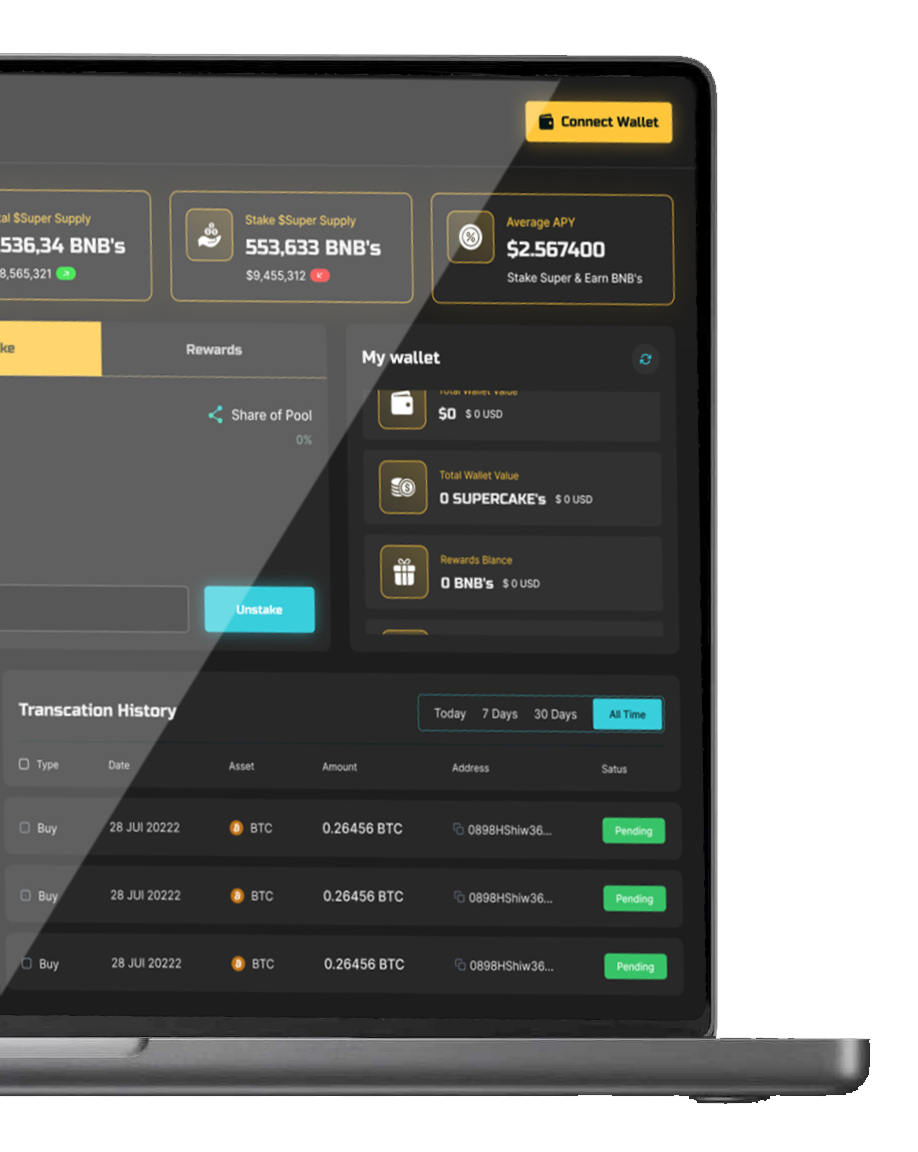 Connect Wallet
al $Super Supply
536,34 BNB's
8,565,321
Stake $Super Supply
553,633 BNB's
$9,455,312
Average APY
$2.567400
Stake Super & Earn BNB's
ke
Rewards
Share of Pool
0%
Unstake
My wallet
Total Wallet Value
$0 $ 0 USD
Total Wallet Value
0 SUPERCAKE's $ 0 USD
Rewards Blance
0 BNB's $ 0 USD
Transcation History
Today 7 Days 30 Days All Time
Type Date Asset Amount Address Satus
Buy 28 JUl 20222 BTC 0.26456 BTC 0898HShiw36... Pending
Buy 28 JUl 20222 BTC 0.26456 BTC 0898HShiw36... Pending
Buy 28 JUl 20222 BTC 0.26456 BTC 0898HShiw36... Pending